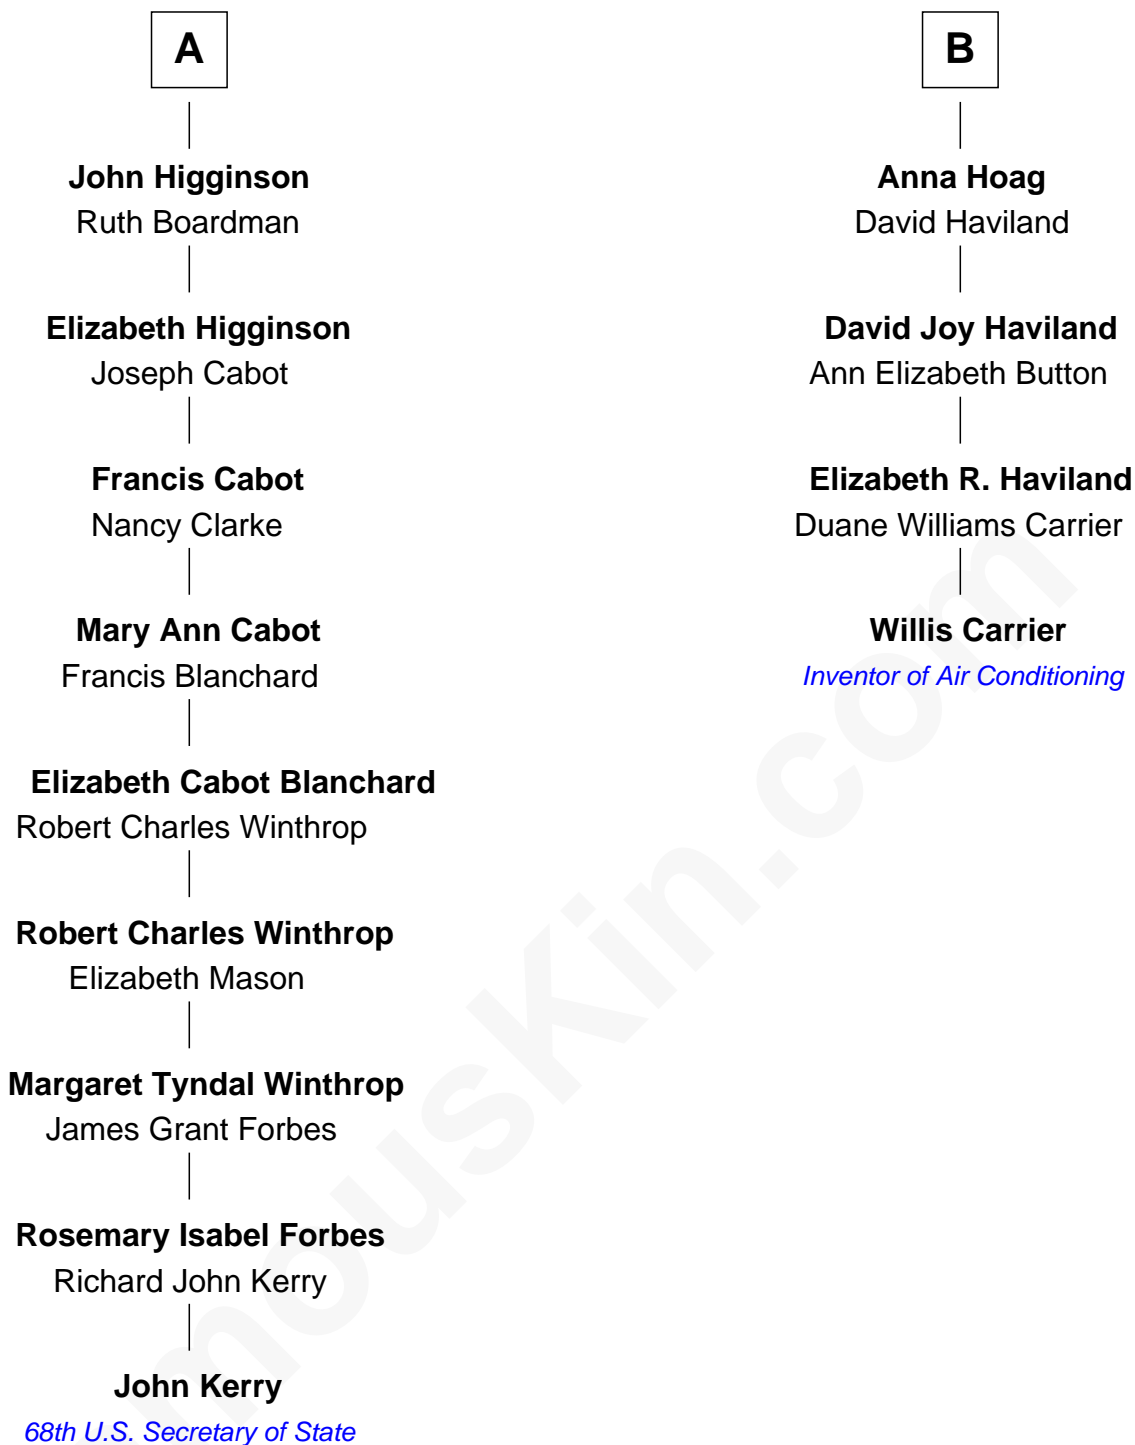 A
John Higginson
Ruth Boardman
Elizabeth Higginson
Joseph Cabot
Francis Cabot
Nancy Clarke
Mary Ann Cabot
Francis Blanchard
Elizabeth Cabot Blanchard
Robert Charles Winthrop
Robert Charles Winthrop
Elizabeth Mason
Margaret Tyndal Winthrop
James Grant Forbes
Rosemary Isabel Forbes
Richard John Kerry
John Kerry
68th U.S. Secretary of State
B
Anna Hoag
David Haviland
David Joy Haviland
Ann Elizabeth Button
Elizabeth R. Haviland
Duane Williams Carrier
Willis Carrier
Inventor of Air Conditioning
mouskin.com